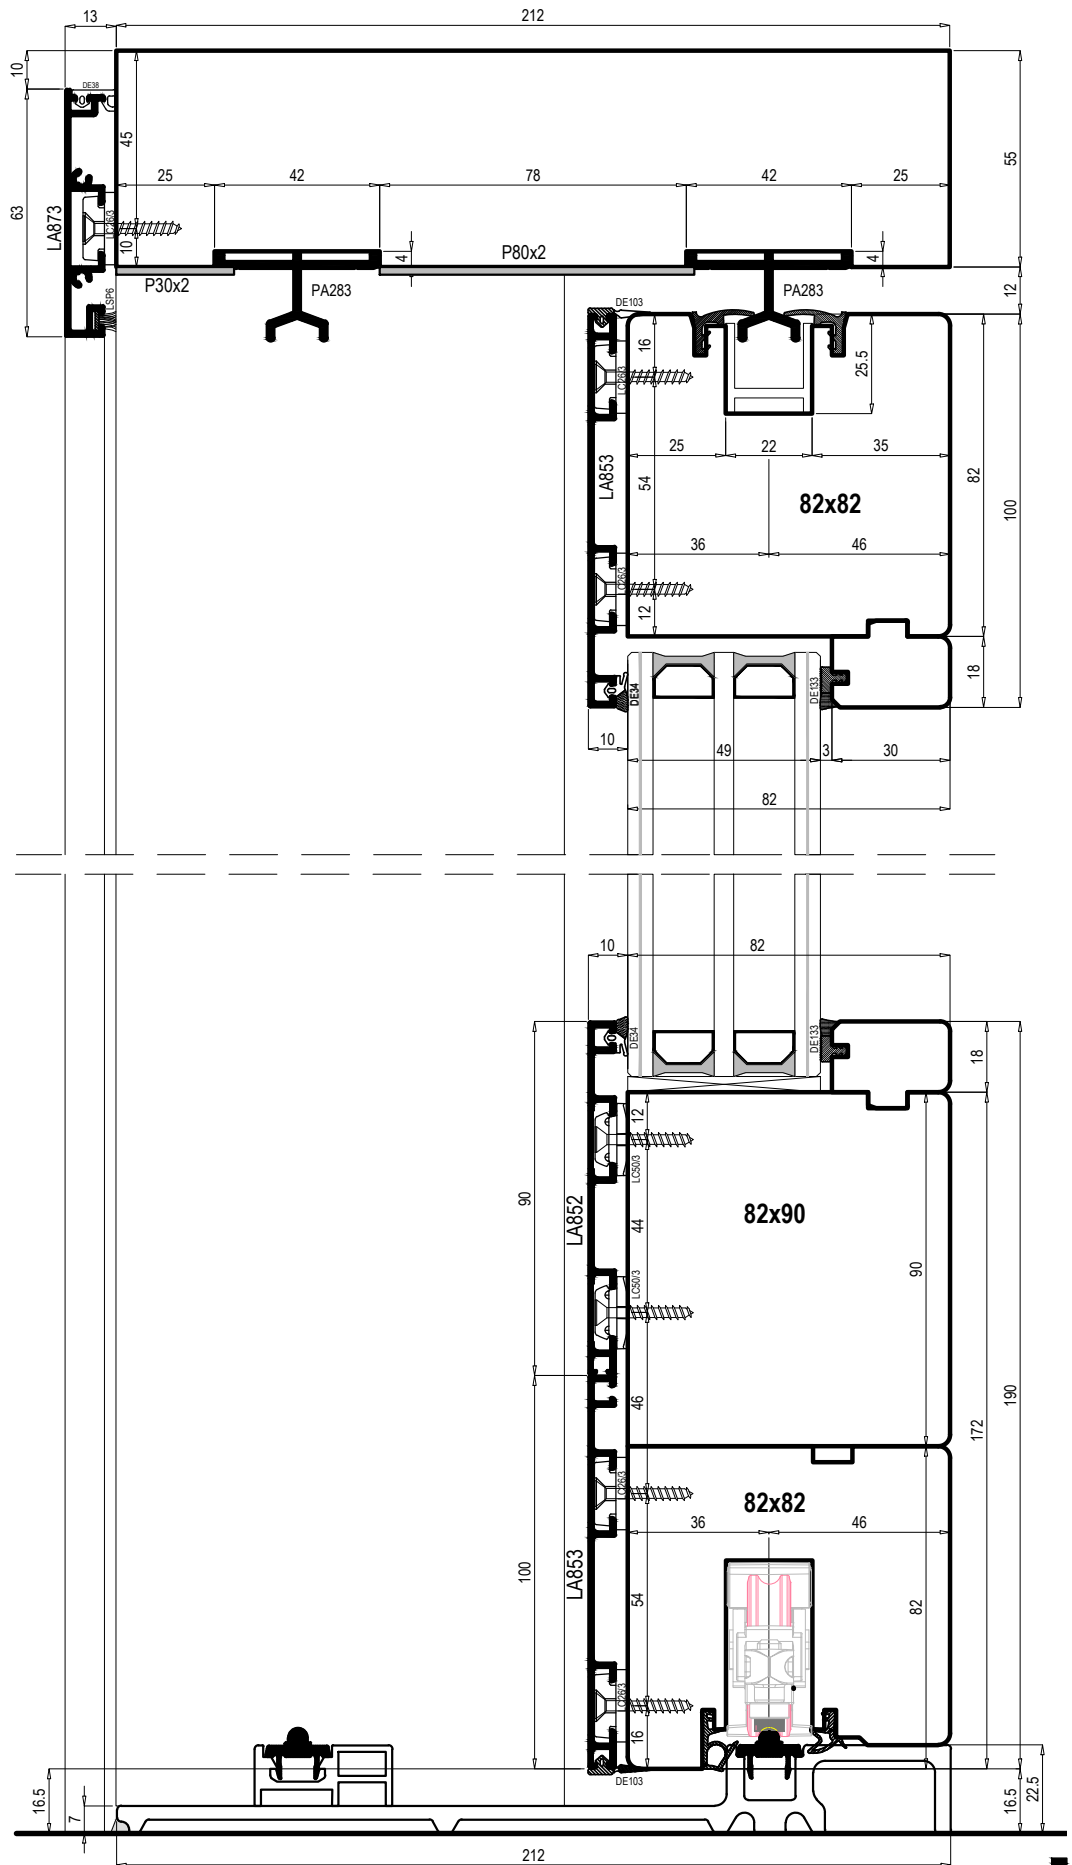 13
212
10
DE38
45
55
25
42
78
42
25
63
LA873
LC26/3
10
4
P80x2
4
P30x2
LSP6
PA283
PA283
12
DE103
16
25.5
LC26/3
25
22
35
LA853
54
82x82
82
100
36
46
LC26/3
12
18
DE34
DE133
10
49
3
30
82
10
82
DE34
DE133
18
12
LC50/3
90
LA852
44
82x90
90
LC50/3
46
190
172
LC26/3
82x82
36
46
100
LA853
54
82
LC26/3
16
DE103
16.5
7
16.5
22.5
212